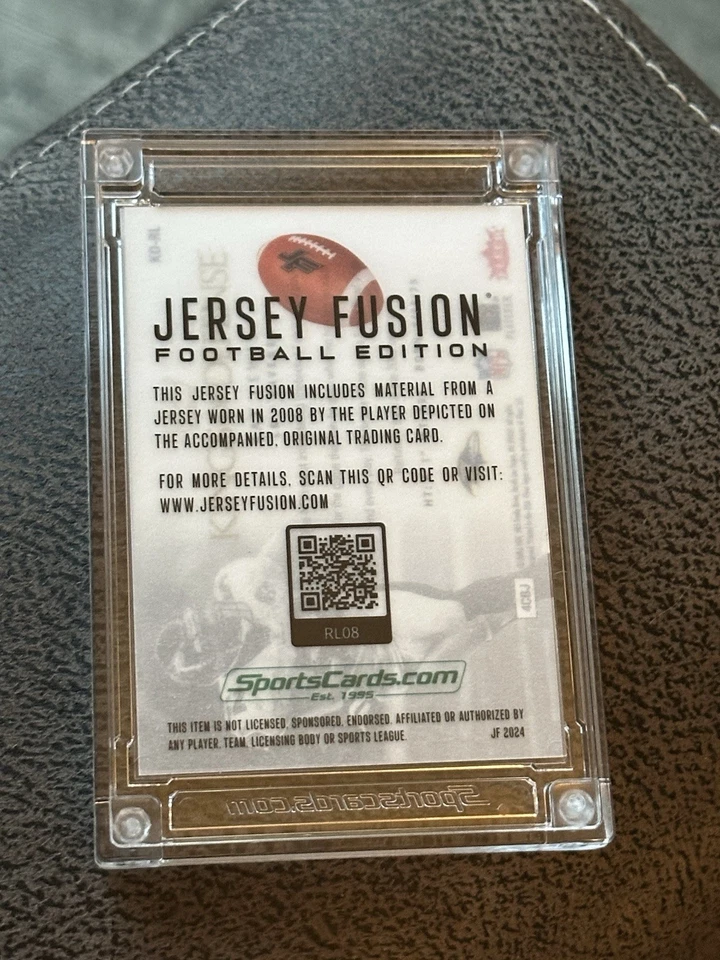 KO-RL
JERSEY FUSION
FOOTBALL EDITION
THIS JERSEY FUSION INCLUDES MATERIAL FROM A
JERSEY WORN IN 2008 BY THE PLAYER DEPICTED ON
THE ACCOMPANIED, ORIGINAL TRADING CARD.
FOR MORE DETAILS, SCAN THIS QR CODE OR VISIT:
WWW.JERSEYFUSION.COM
RL08
4CBJ
SportsCards.com
Est. 1995
THIS ITEM IS NOT LICENSED, SPONSORED, ENDORSED, AFFILIATED OR AUTHORIZED BY
ANY PLAYER, TEAM, LICENSING BODY OR SPORTS LEAGUE. JF 2024
Sportscards.com